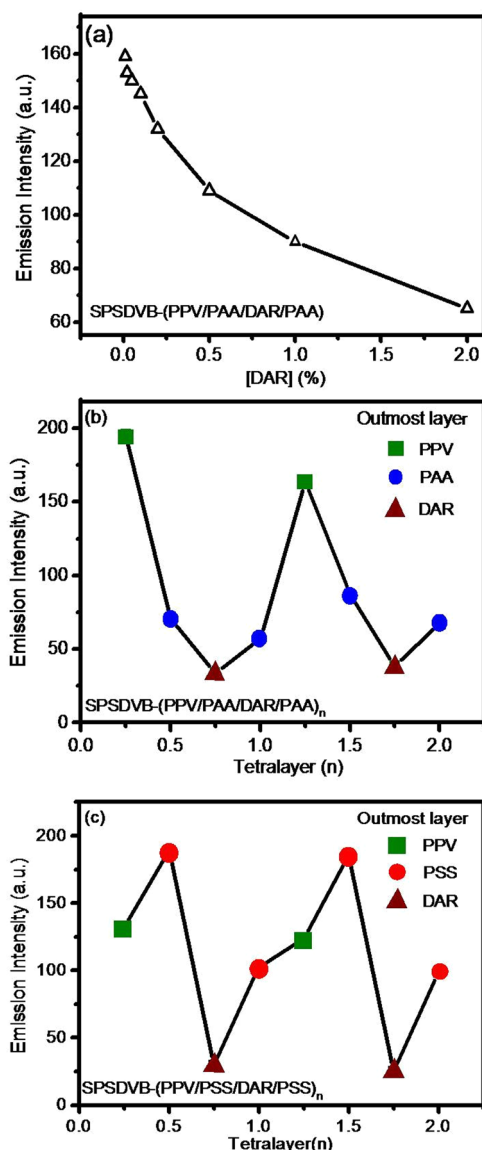 (a)
160
140
120
100
80
60
Emission Intensity (a.u.)
SPSDVB-(PPV/PAA/DAR/PAA)
0.0 0.5 1.0 1.5 2.0
[DAR] (%)
(b)
Outmost layer
PPV
PAA
DAR
200
150
100
50
0
Emission Intensity (a.u.)
SPSDVB-(PPV/PAA/DAR/PAA)n
0.0 0.5 1.0 1.5 2.0
Tetralayer (n)
(c)
Outmost layer
PPV
PSS
DAR
200
150
100
50
0
Emission Intensity (a.u.)
SPSDVB-(PPV/PSS/DAR/PSS)n
0.0 0.5 1.0 1.5 2.0
Tetralayer(n)